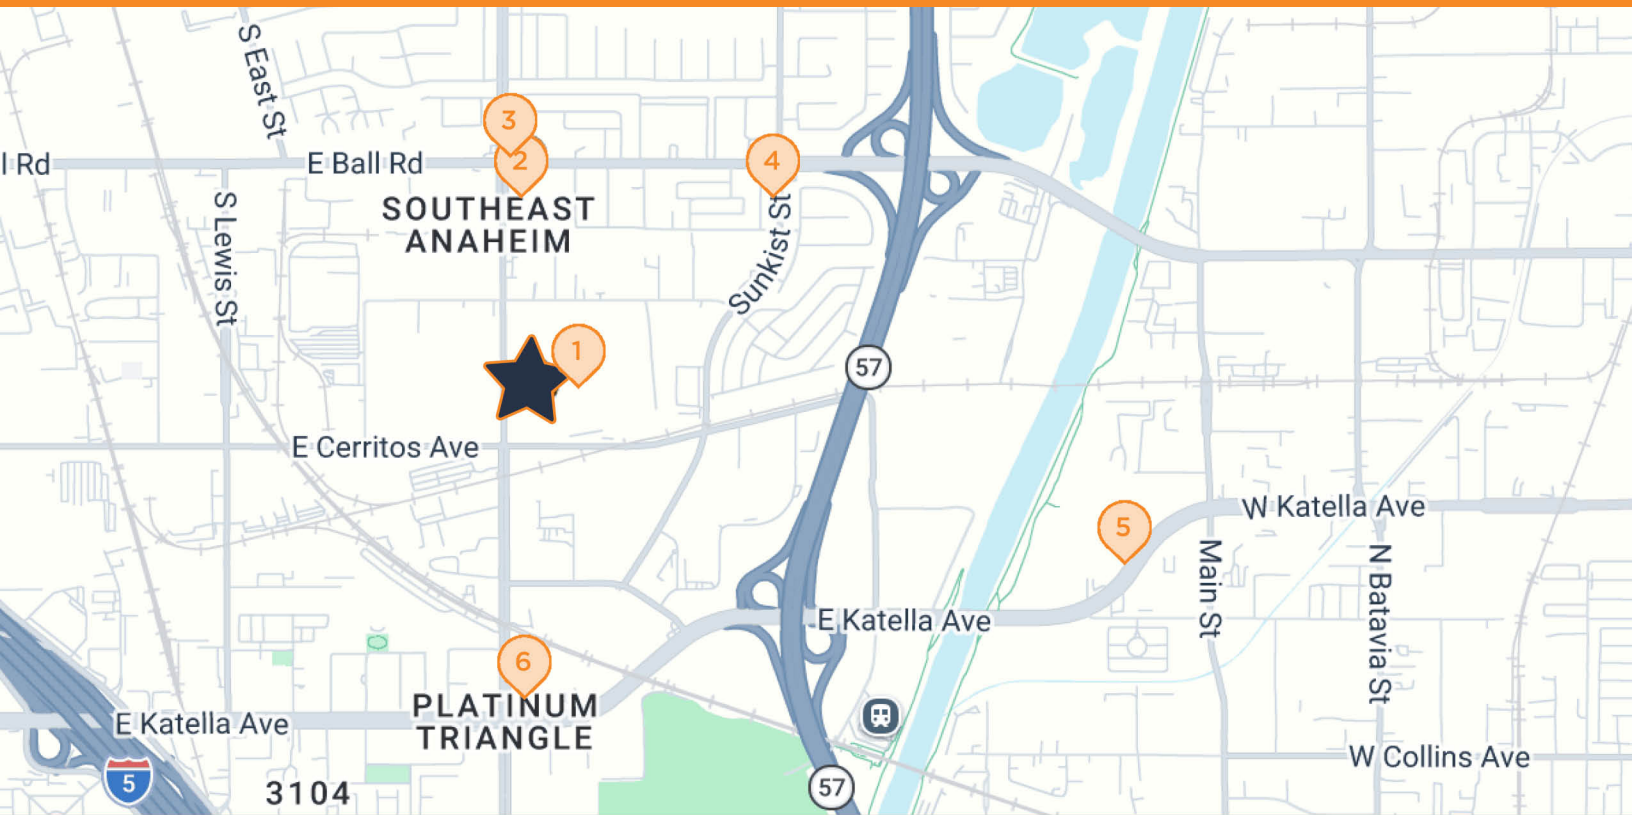 S East St
3
l Rd
E Ball Rd
2
4
SOUTHEAST
ANAHEIM
S Lewis St
Sunkist St
1
57
E Cerritos Ave
5
W Katella Ave
Main St
N Batavia St
E Katella Ave
6
PLATINUM
TRIANGLE
E Katella Ave
W Collins Ave
5
3104
57